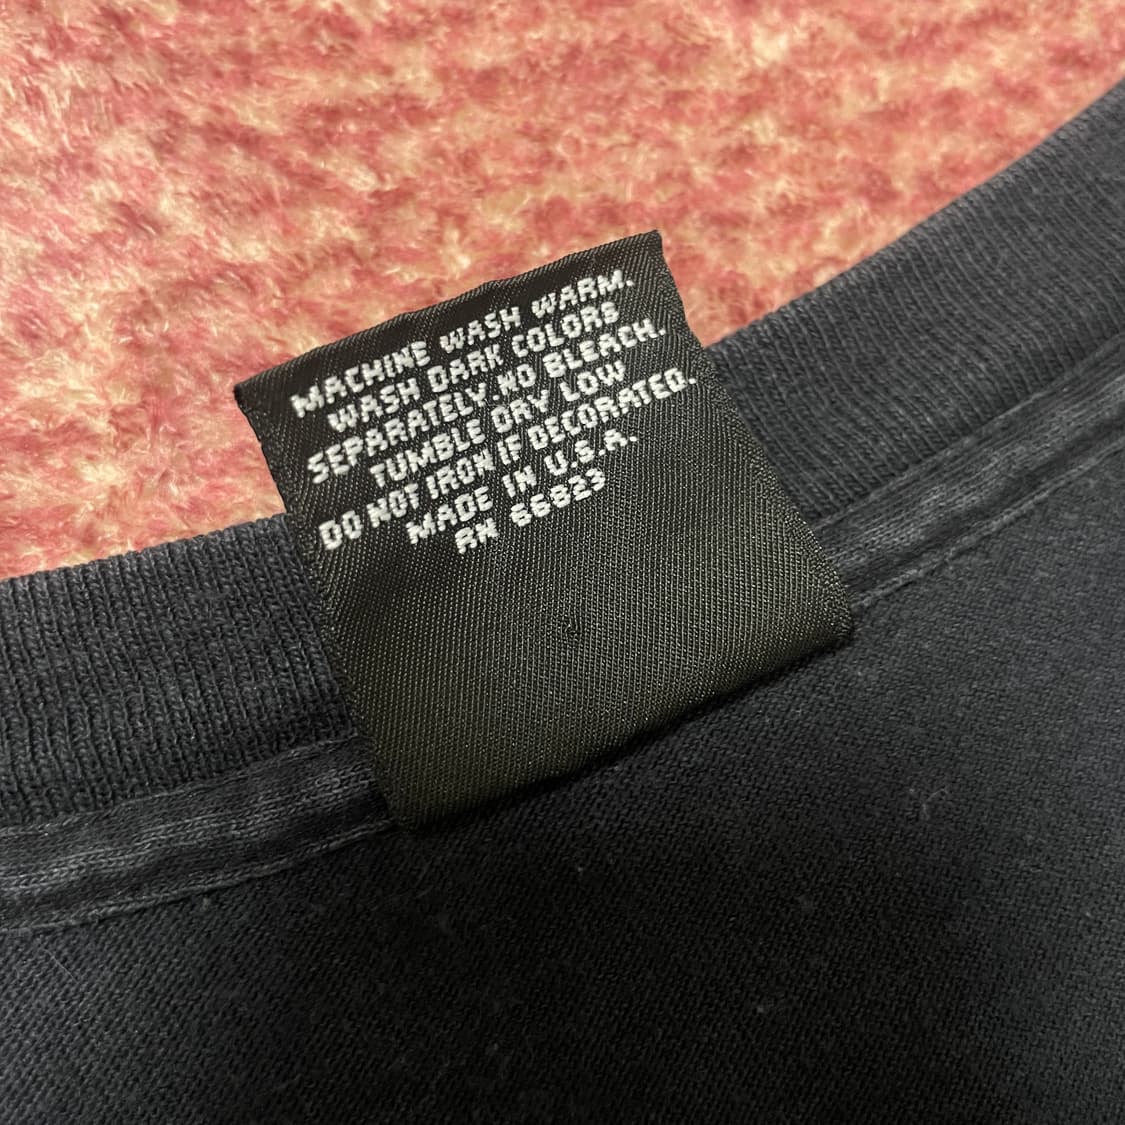 MACHINE WASH WARM.
WASH DARK COLORS
SEPARATELY.NO BLEACH.
TUMBLE DRY LOW
DO NOT IRON IF DECORATED.
MADE IN U.S.A.
RN 66823